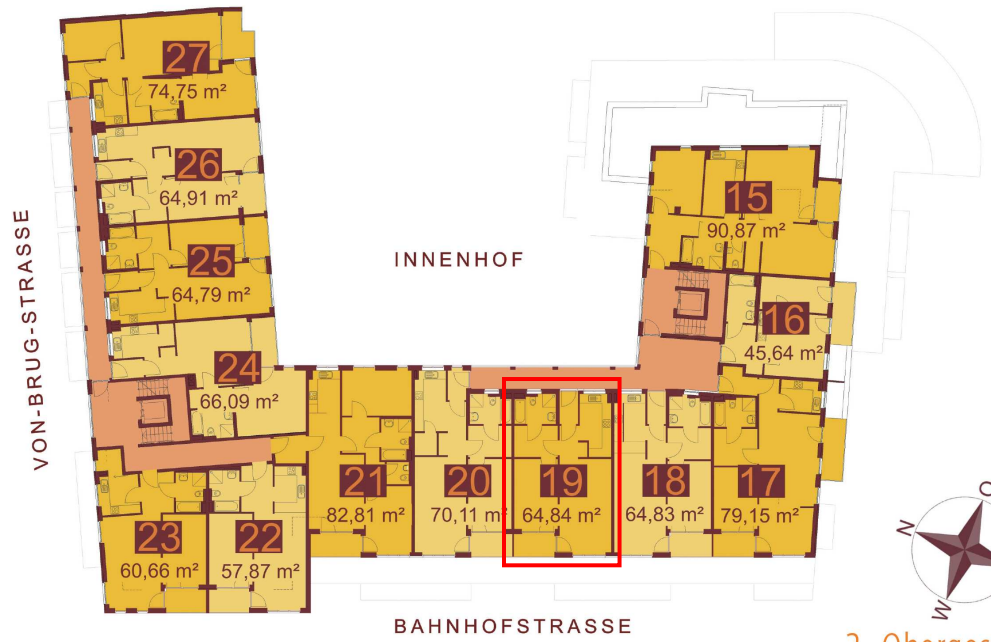 27
74,75 m²
26
64,91 m²
25
64,79 m²
24
66,09 m²
23
60,66 m²
22
57,87 m²
21
82,81 m²
20
70,11 m²
19
64,84 m²
18
64,83 m²
17
79,15 m²
16
45,64 m²
15
90,87 m²
INNENHOF
VON-BRUG-STRASSE
BAHNHOFSTRASSE
N
O
W